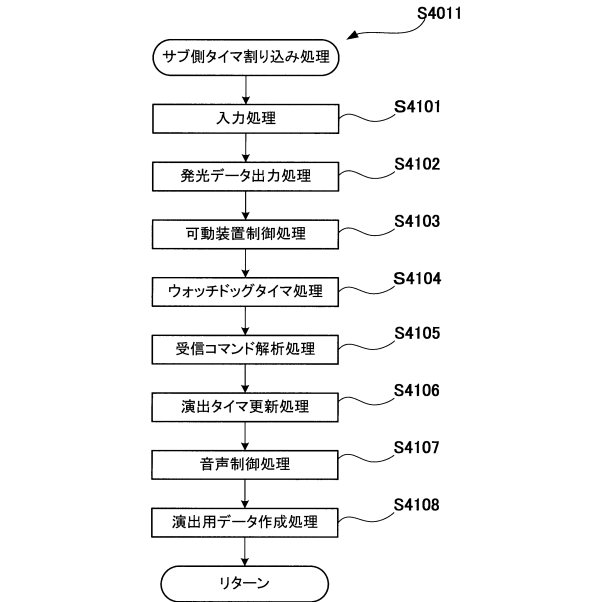 S4011
サブ側タイマ割り込み処理
入力処理
S4101
発光データ出力処理
S4102
可動装置制御処理
S4103
ウォッチドッグタイマ処理
S4104
受信コマンド解析処理
S4105
演出タイマ更新処理
S4106
音声制御処理
S4107
演出用データ作成処理
S4108
リターン